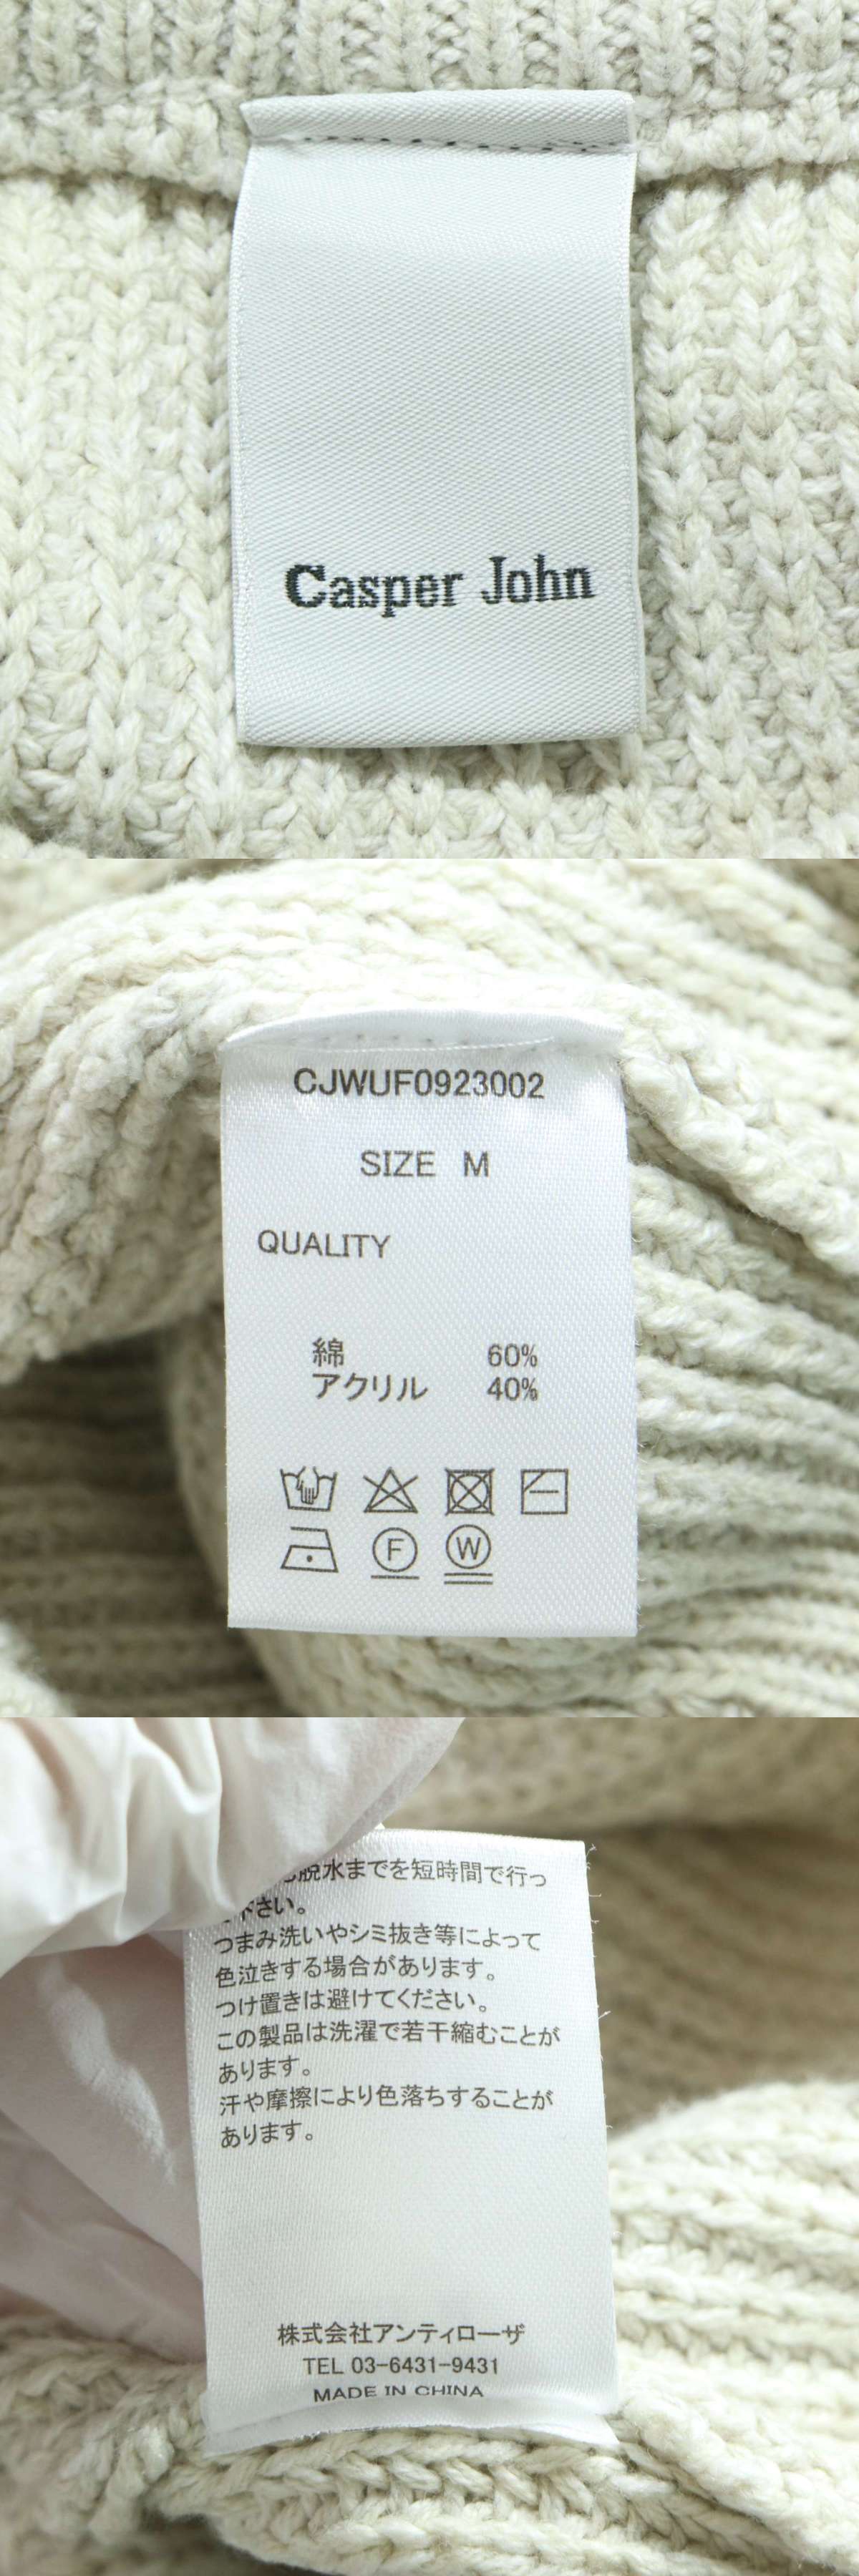 Casper John
CJWUF0923002
SIZE M
QUALITY
綿 60%
アクリル 40%
F W
脱水までを短時間で行っ
下さい。
つまみ洗いやシミ抜き等によって
色泣きする場合があります。
つけ置きは避けてください。
この製品は洗濯で若干縮むことが
あります。
汗や摩擦により色落ちすることが
あります。
株式会社アンティローザ
TEL 03-6431-9431
MADE IN CHINA